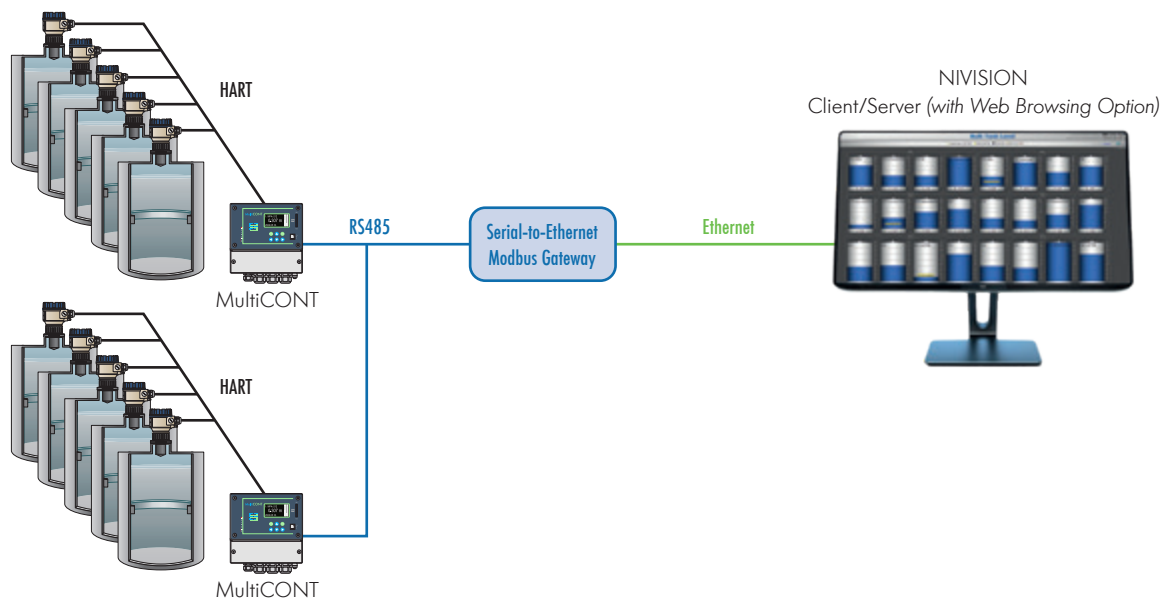 HART
NIVISION
Client/Server (with Web Browsing Option)
MultiCONT
RS485
Serial-to-Ethernet
Modbus Gateway
Ethernet
HART
MultiCONT